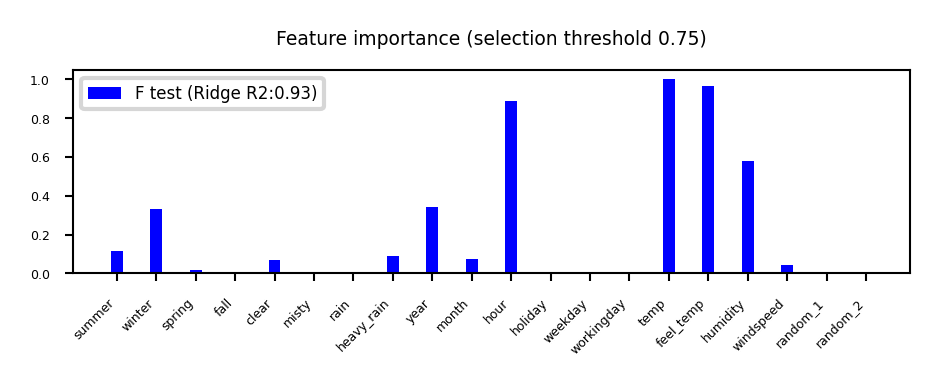 Feature importance (selection threshold 0.75)
F test (Ridge R2:0.93)
1.0
0.8
0.6
0.4
0.2
0.0
summer
winter
spring
fall
clear
misty
rain
heavy_rain
year
month
hour
holiday
weekday
workingday
temp
feel_temp
humidity
windspeed
random_1
random_2